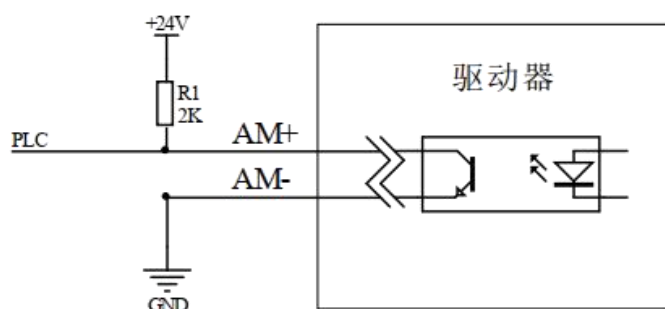 +24V
驱动器
R1
2K
PLC
AM+
AM-
GND